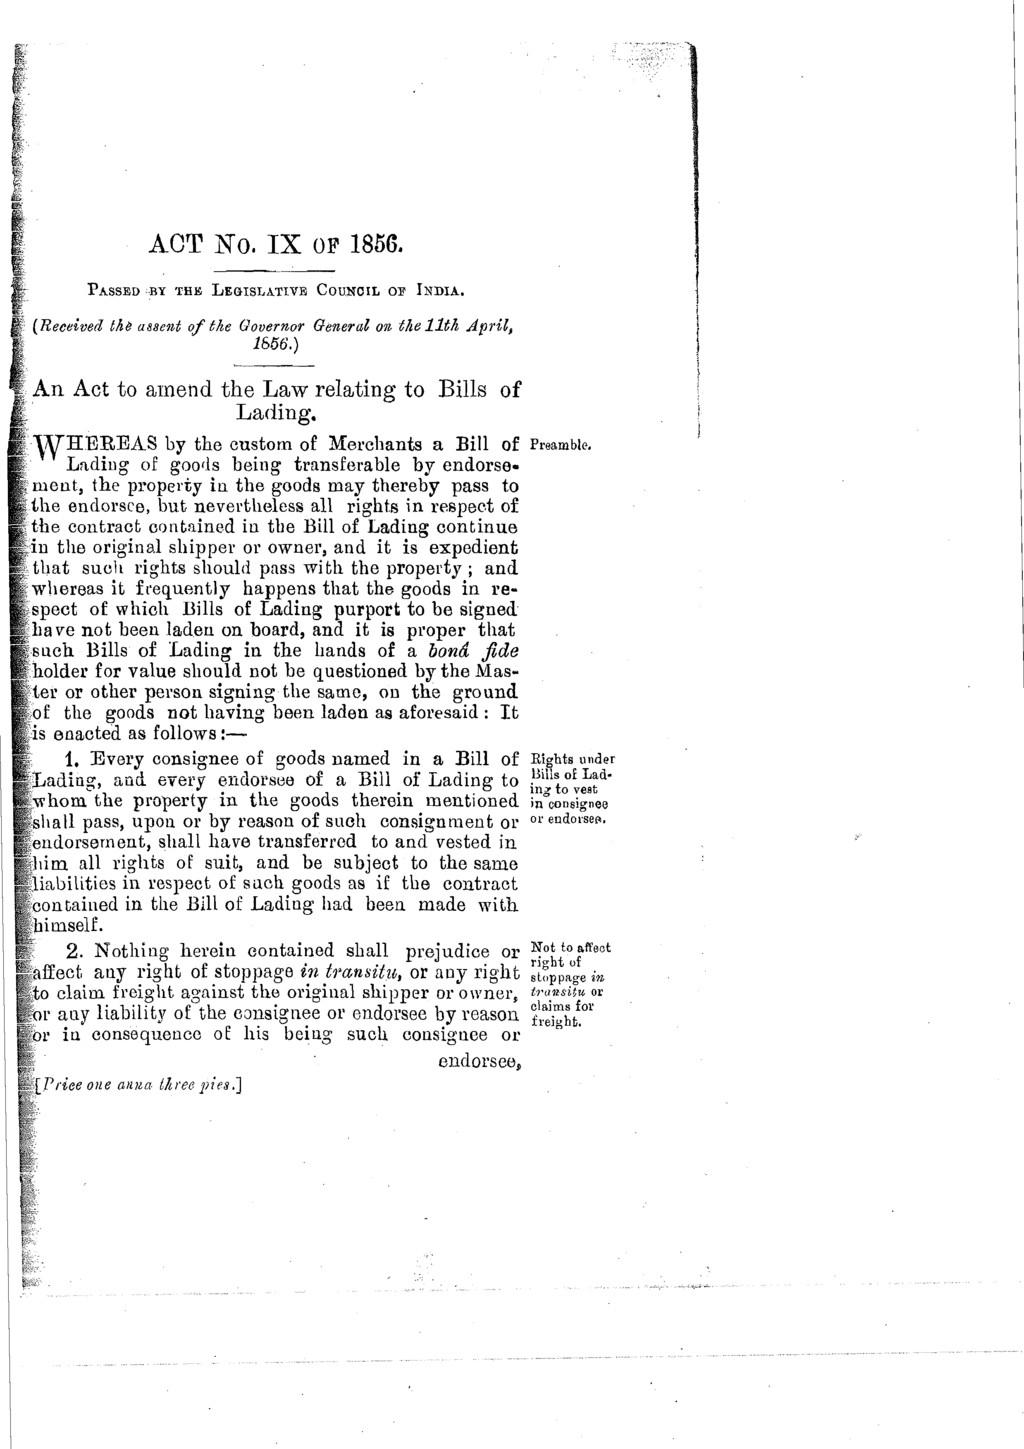 ACT No. IX OF 1856.
PASSED BY THE LEGISLATIVE COUNCIL OF INDIA.
(Received the assent of the Governor General on the 11th April,
1856.)
An Act to amend the Law relating to Bills of
Lading.
WHEREAS by the custom of Merchants a Bill of
Lading of goods being transferable by endorse-
ment, the property in the goods may thereby pass to
the endorsee, but nevertheless all rights in respect of
the contract contained in the Bill of Lading continue
in the original shipper or owner, and it is expedient
that such rights should pass with the property; and
whereas it frequently happens that the goods in re-
spect of which Bills of Lading purport to be signed
have not been laden on board, and it is proper that
such Bills of Lading in the hands of a bonâ fide
holder for value should not be questioned by the Mas-
ter or other person signing the same, on the ground
of the goods not having been laden as aforesaid: It
is enacted as follows:—
Preamble.
1. Every consignee of goods named in a Bill of
Lading, and every endorsee of a Bill of Lading to
whom the property in the goods therein mentioned
shall pass, upon or by reason of such consignment or
endorsement, shall have transferred to and vested in
him all rights of suit, and be subject to the same
liabilities in respect of such goods as if the contract
contained in the Bill of Lading had been made with
himself.
Rights under
Bills of Lad-
ing to vest
in consignee
or endorsee.
2. Nothing herein contained shall prejudice or
affect any right of stoppage in transitu, or any right
to claim freight against the original shipper or owner,
or any liability of the consignee or endorsee by reason
or in consequence of his being such consignee or
endorsee,
Not to affect
right of
stoppage in
transitu or
claims for
freight.
[Price one anna three pies.]